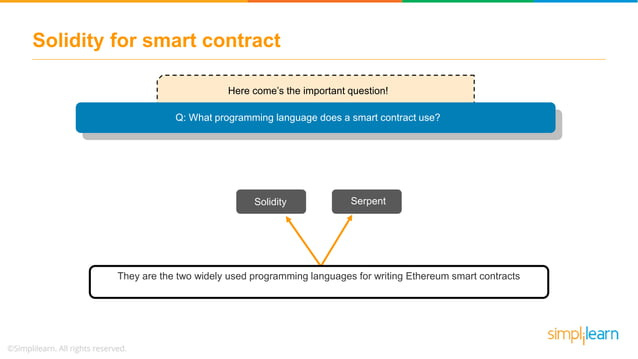 Solidity for smart contract
Here come's the important question!
Q: What programming language does a smart contract use?
Solidity
Serpent
They are the two widely used programming languages for writing Ethereum smart contracts
simplilearn
©Simplilearn. All rights reserved.